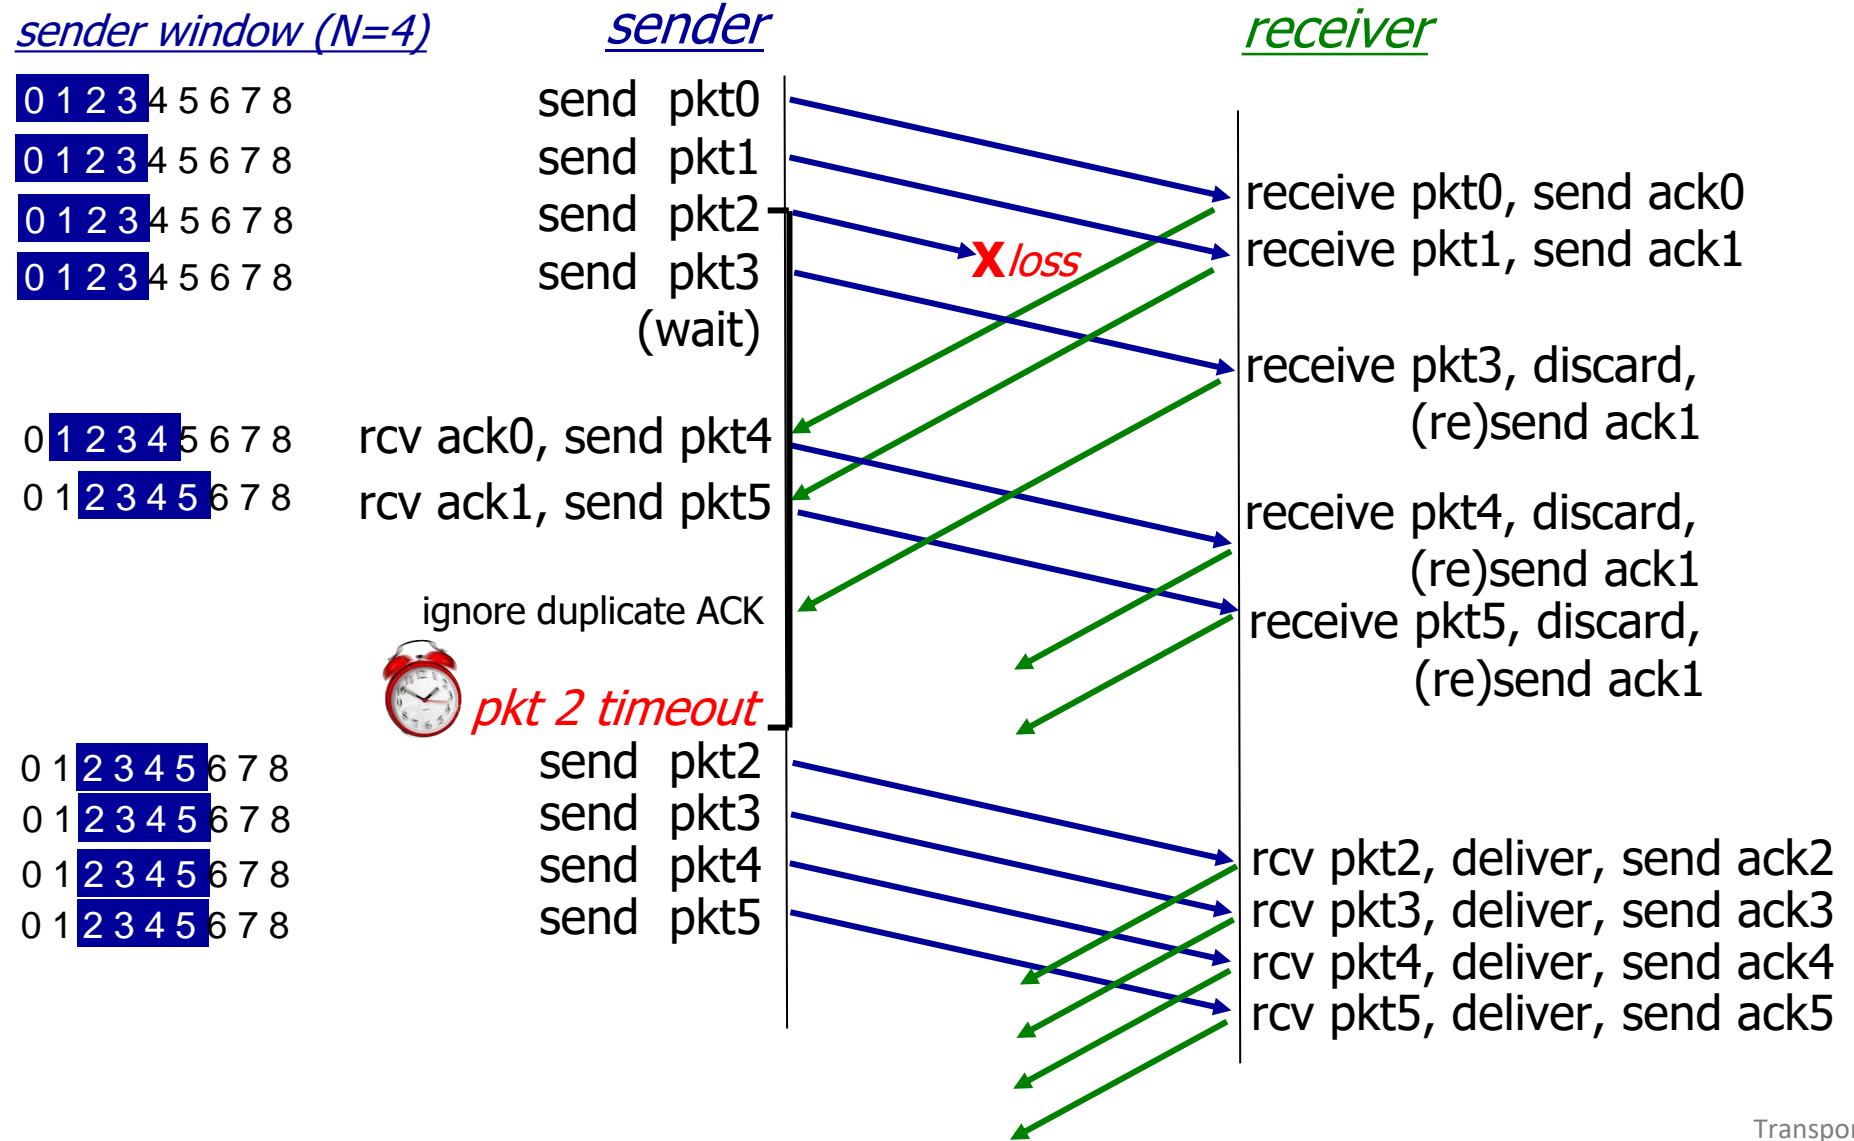 sender window (N=4) sender receiver
0 1 2 3 4 5 6 7 8 send pkt0
0 1 2 3 4 5 6 7 8 send pkt1
receive pkt0, send ack0
0 1 2 3 4 5 6 7 8 send pkt2
receive pkt1, send ack1
X loss
0 1 2 3 4 5 6 7 8 send pkt3
(wait)
receive pkt3, discard,
(re)send ack1
0 1 2 3 4 5 6 7 8 rcv ack0, send pkt4
0 1 2 3 4 5 6 7 8 rcv ack1, send pkt5
receive pkt4, discard,
(re)send ack1
ignore duplicate ACK
receive pkt5, discard,
(re)send ack1
pkt 2 timeout
0 1 2 3 4 5 6 7 8 send pkt2
0 1 2 3 4 5 6 7 8 send pkt3
0 1 2 3 4 5 6 7 8 send pkt4
0 1 2 3 4 5 6 7 8 send pkt5
rcv pkt2, deliver, send ack2
rcv pkt3, deliver, send ack3
rcv pkt4, deliver, send ack4
rcv pkt5, deliver, send ack5
Transpor